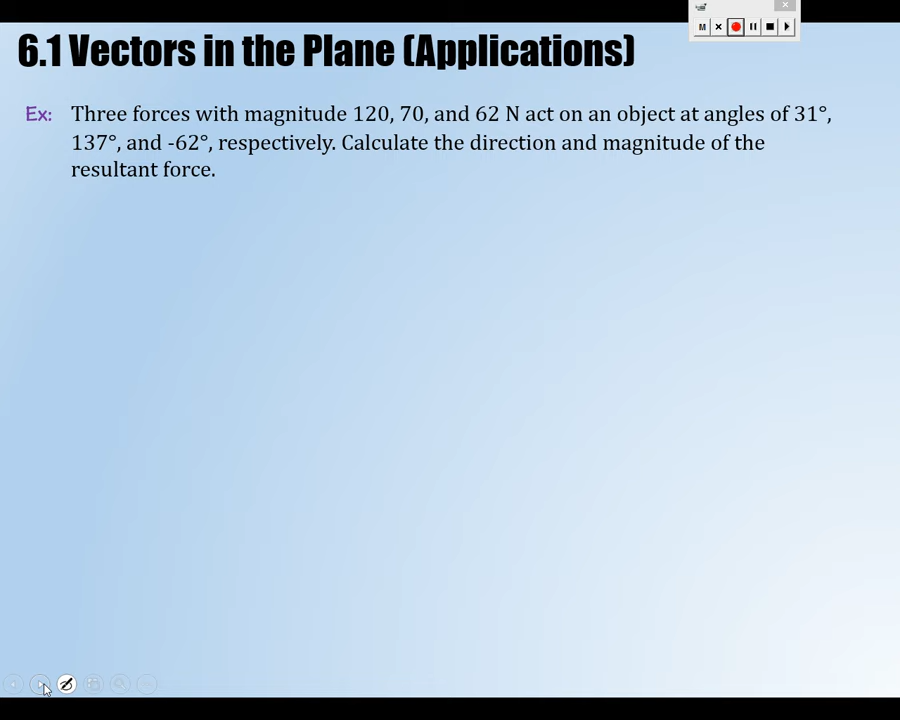 6.1 Vectors in the Plane (Applications)
M
Ex: Three forces with magnitude 120, 70, and 62 N act on an object at angles of 31°,
137°, and -62°, respectively. Calculate the direction and magnitude of the
resultant force.